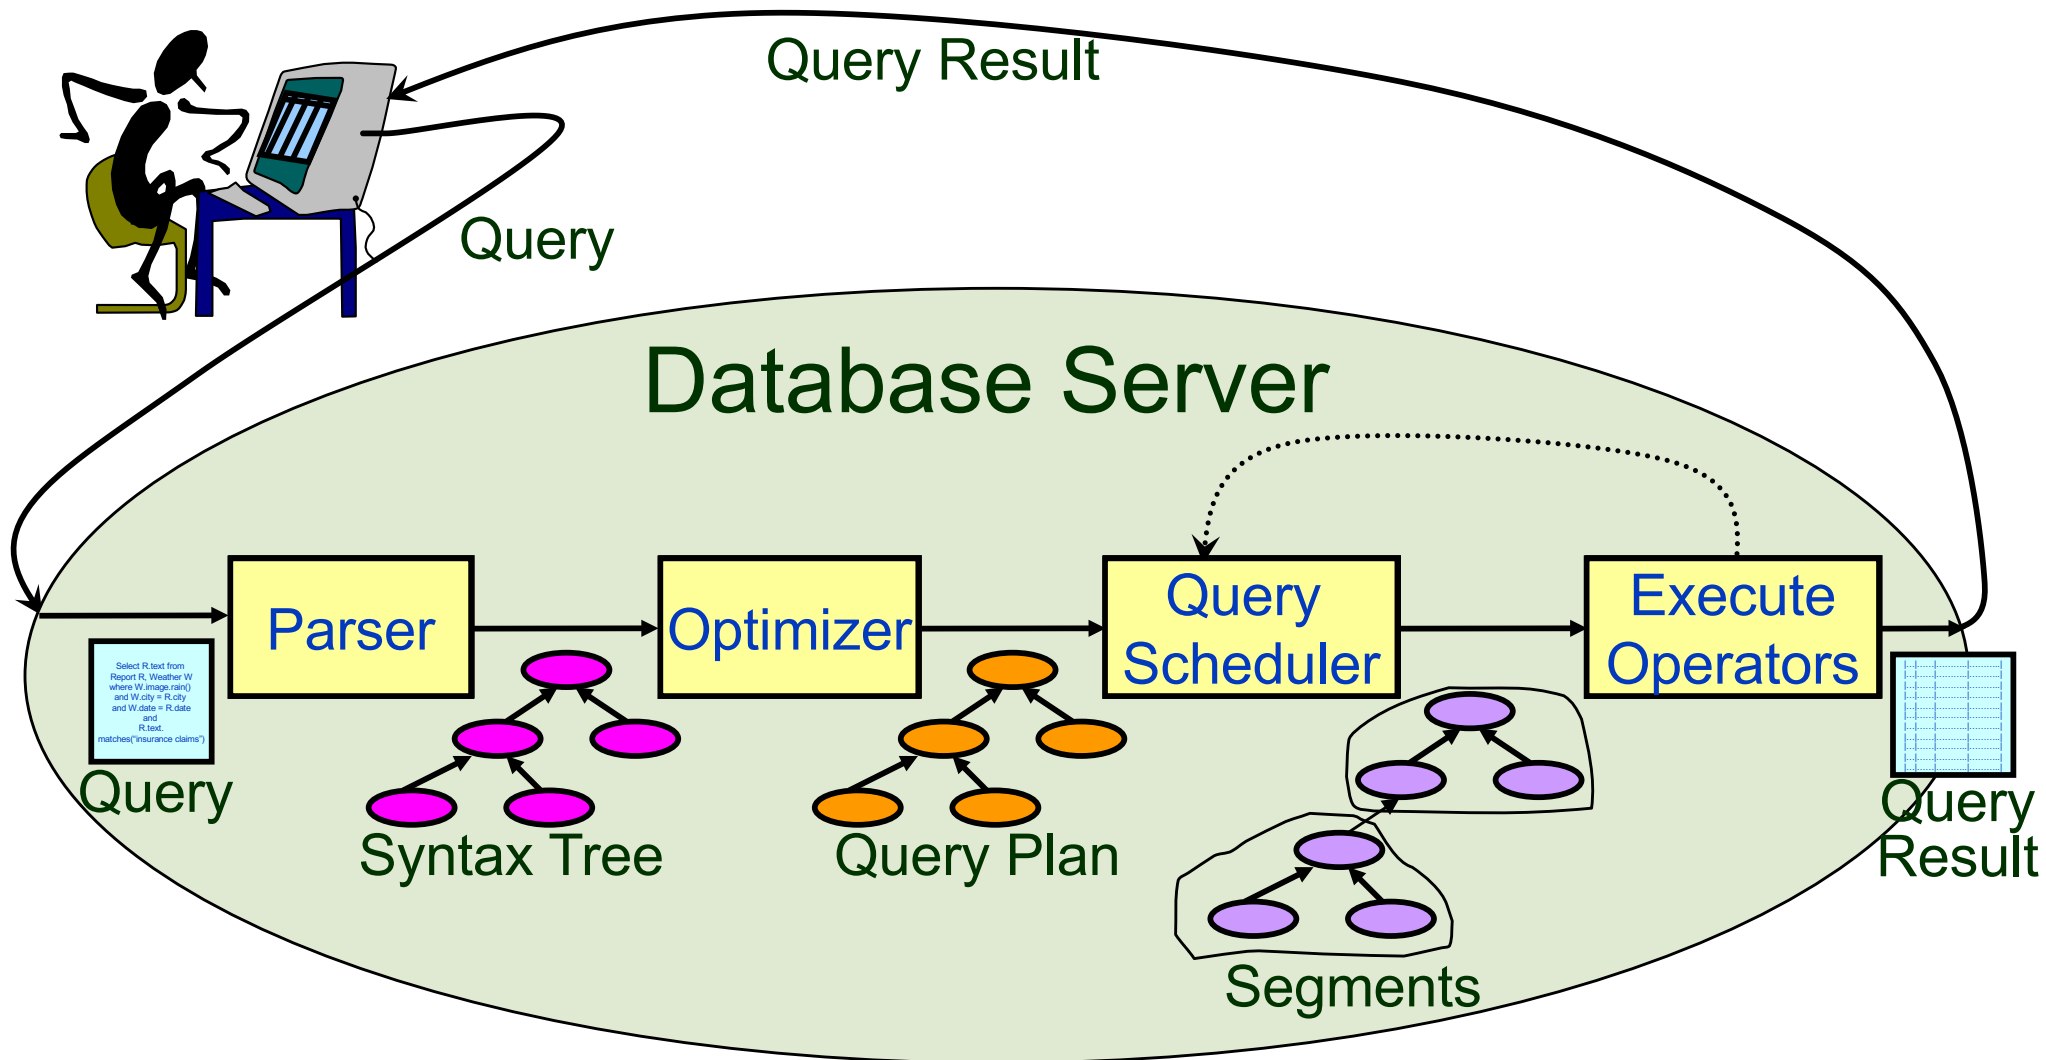 Query Result
Query
Database Server
Parser
Optimizer
Query
Scheduler
Execute
Operators
Select R.text from
Report R, Weather W
where W.image.rain()
and W.city = R.city
and W.date = R.date
and
R.text.
matches("insurance claims")
Query
Syntax Tree
Query Plan
Segments
Query
Result